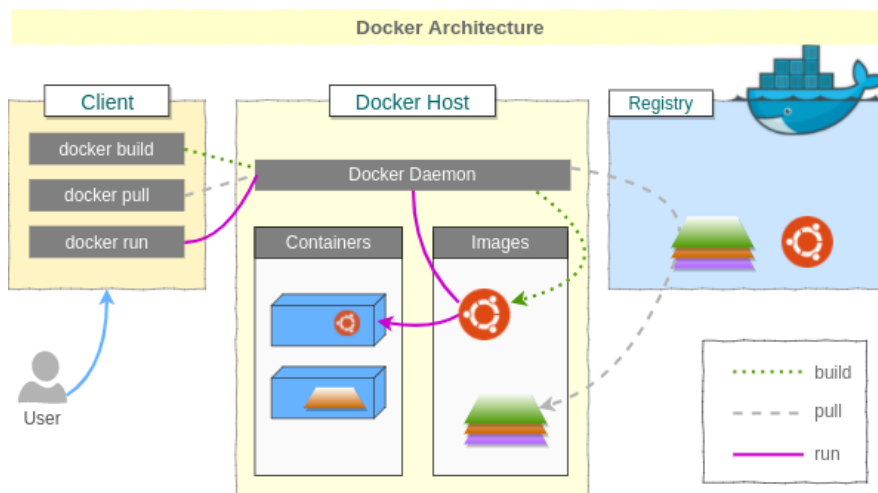 Docker Architecture
Client
docker build
docker pull
docker run
User
Docker Host
Docker Daemon
Containers
Images
Registry
build
pull
run